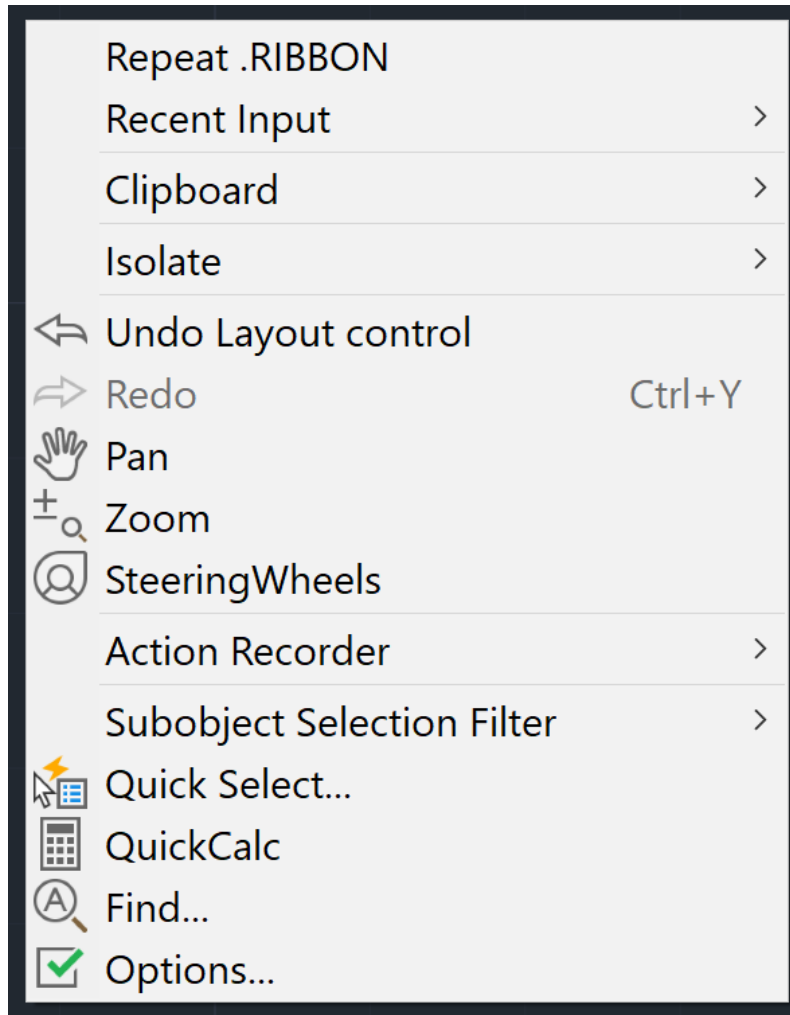 Repeat .RIBBON
Recent Input
Clipboard
Isolate
Undo Layout control
Redo Ctrl+Y
Pan
Zoom
SteeringWheels
Action Recorder
Subobject Selection Filter
Quick Select...
QuickCalc
Find...
Options...